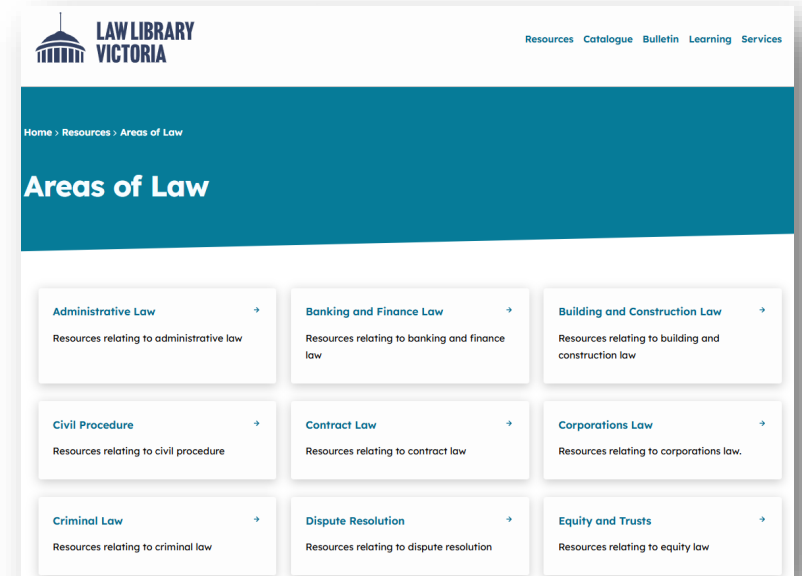 LAW LIBRARY
VICTORIA
Resources Catalogue Bulletin Learning Services
Home > Resources > Areas of Law
Areas of Law
Administrative Law →
Resources relating to administrative law
Banking and Finance Law →
Resources relating to banking and finance
law
Building and Construction Law →
Resources relating to building and
construction law
Civil Procedure →
Resources relating to civil procedure
Contract Law →
Resources relating to contract law
Corporations Law →
Resources relating to corporations law.
Criminal Law →
Resources relating to criminal law
Dispute Resolution →
Resources relating to dispute resolution
Equity and Trusts →
Resources relating to equity law